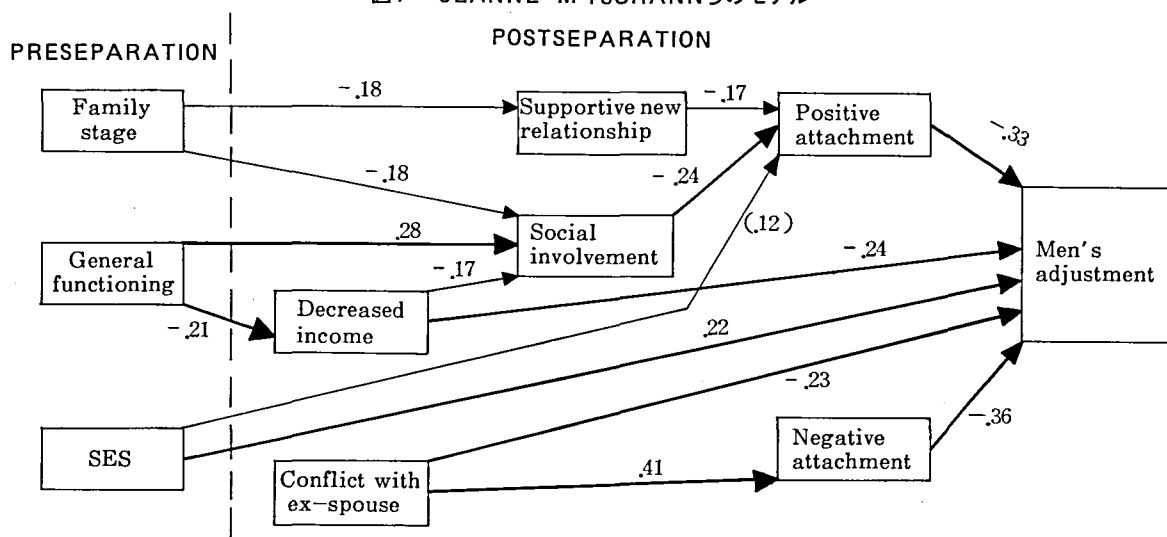 PRESEPARATION
POSTSEPARATION
Family
stage
-.18
Supportive new
relationship
-.17
Positive
attachment
-.33
-.18
-.24
(.12)
General
functioning
.28
Social
involvement
-.17
-.24
Men's
adjustment
-.21
Decreased
income
.22
-.23
SES
Conflict with
ex-spouse
.41
Negative
attachment
-.36